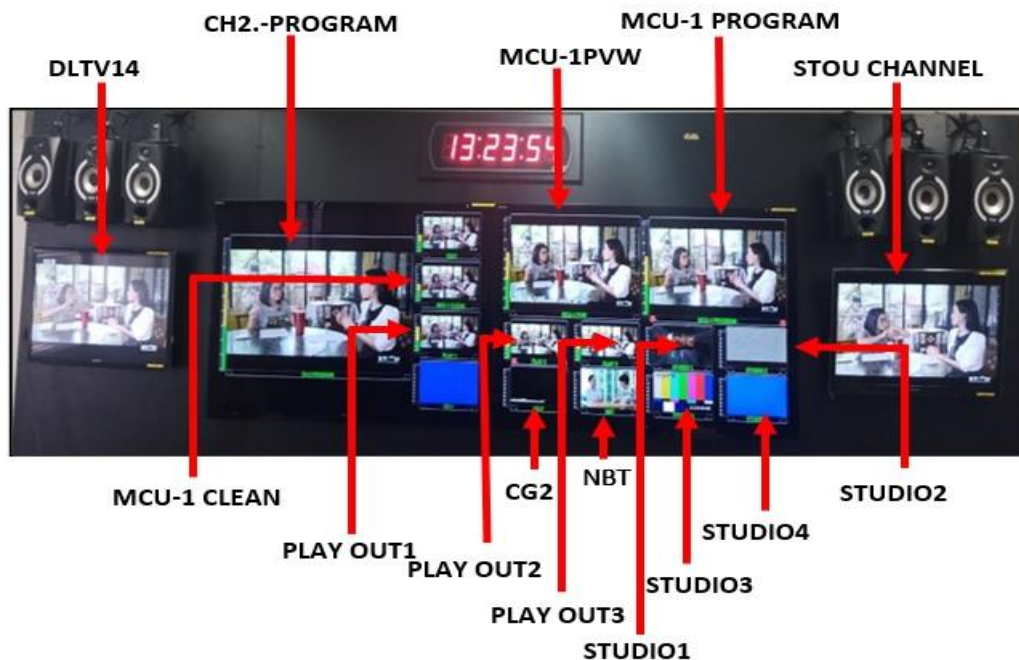 CH2.-PROGRAM
MCU-1 PROGRAM
MCU-1PVW
DLTV14
STOU CHANNEL
13:23:54
MCU-1 CLEAN
CG2
NBT
STUDIO2
STUDIO4
PLAY OUT1
PLAY OUT2
STUDIO3
PLAY OUT3
STUDIO1